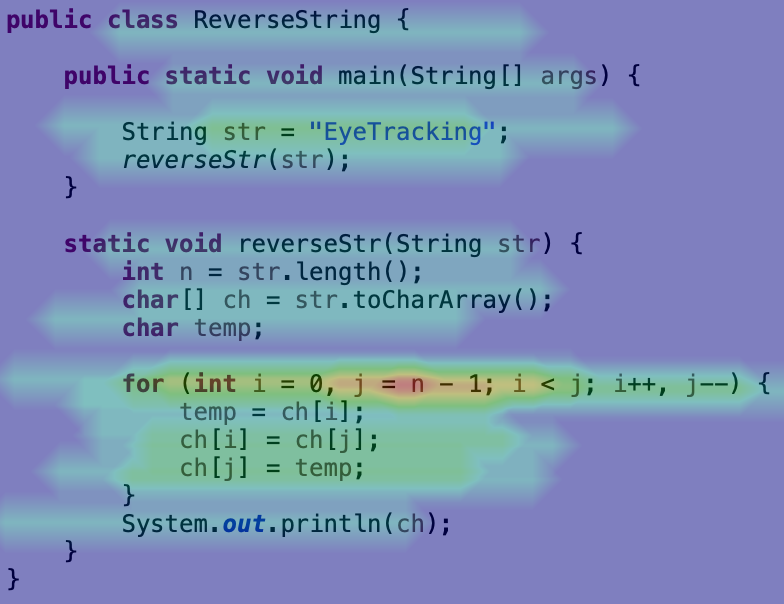 public class ReverseString {
public static void main(String[] args) {
String str = "EyeTracking";
reverseStr(str);
}
static void reverseStr(String str) {
int n = str.length();
char[] ch = str.toCharArray();
char temp;
for (int i = 0, j = n - 1; i < j; i++, j--) {
temp = ch[i];
ch[i] = ch[j];
ch[j] = temp;
}
System.out.println(ch);
}
}